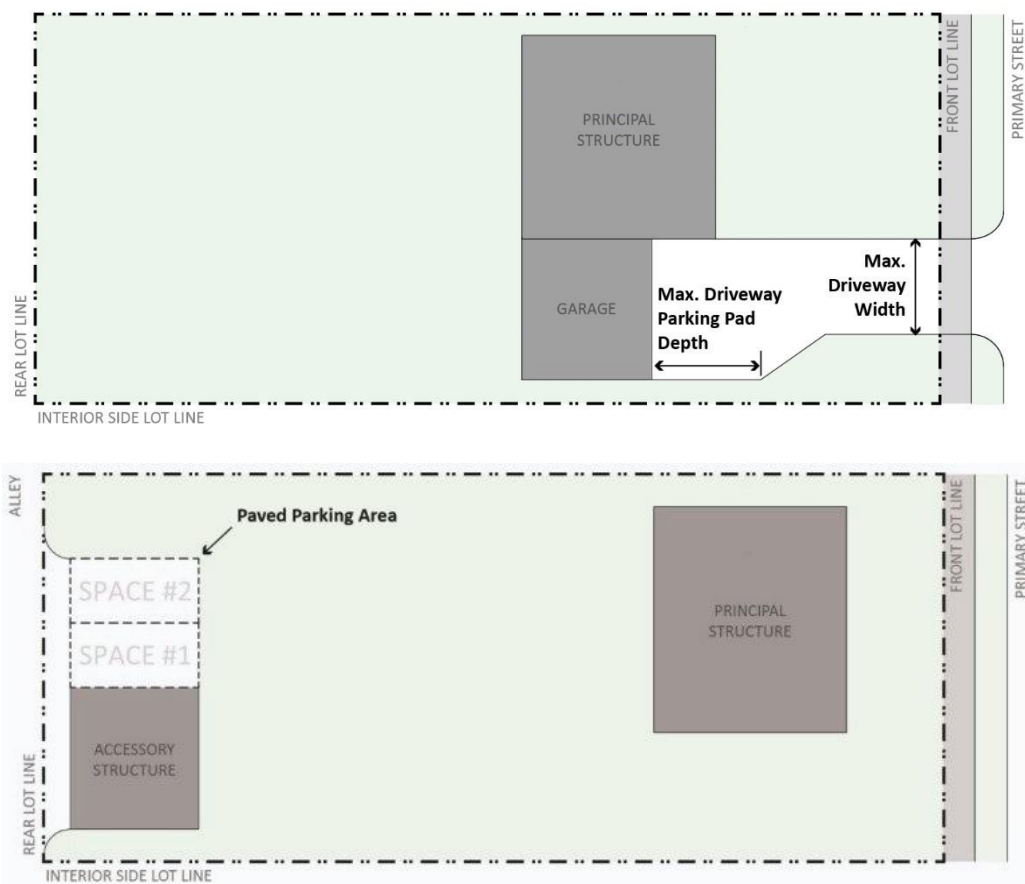 PRINCIPAL
STRUCTURE
FRONT LOT LINE
PRIMARY STREET
Max.
Driveway
Width
GARAGE
Max. Driveway
Parking Pad
Depth
REAR LOT LINE
INTERIOR SIDE LOT LINE
ALLEY
Paved Parking Area
SPACE #2
SPACE #1
ACCESSORY
STRUCTURE
PRINCIPAL
STRUCTURE
FRONT LOT LINE
PRIMARY STREET
REAR LOT LINE
INTERIOR SIDE LOT LINE